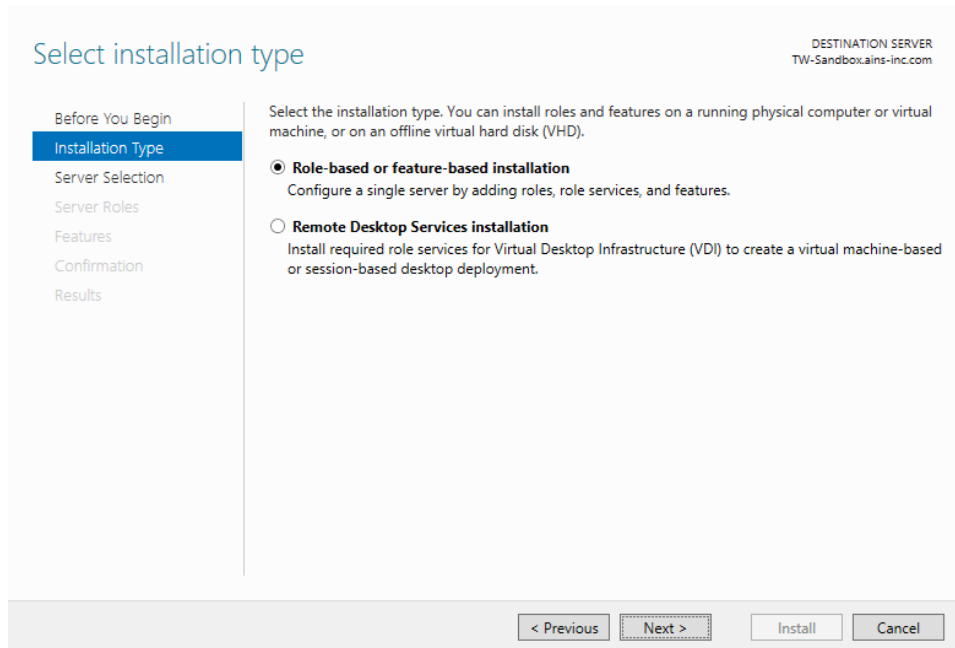 Select installation type
DESTINATION SERVER
TW-Sandbox.ains-inc.com
Before You Begin
Installation Type
Server Selection
Server Roles
Features
Confirmation
Results
Select the installation type. You can install roles and features on a running physical computer or virtual
machine, or on an offline virtual hard disk (VHD).
Role-based or feature-based installation
Configure a single server by adding roles, role services, and features.
Remote Desktop Services installation
Install required role services for Virtual Desktop Infrastructure (VDI) to create a virtual machine-based
or session-based desktop deployment.
< Previous
Next >
Install
Cancel